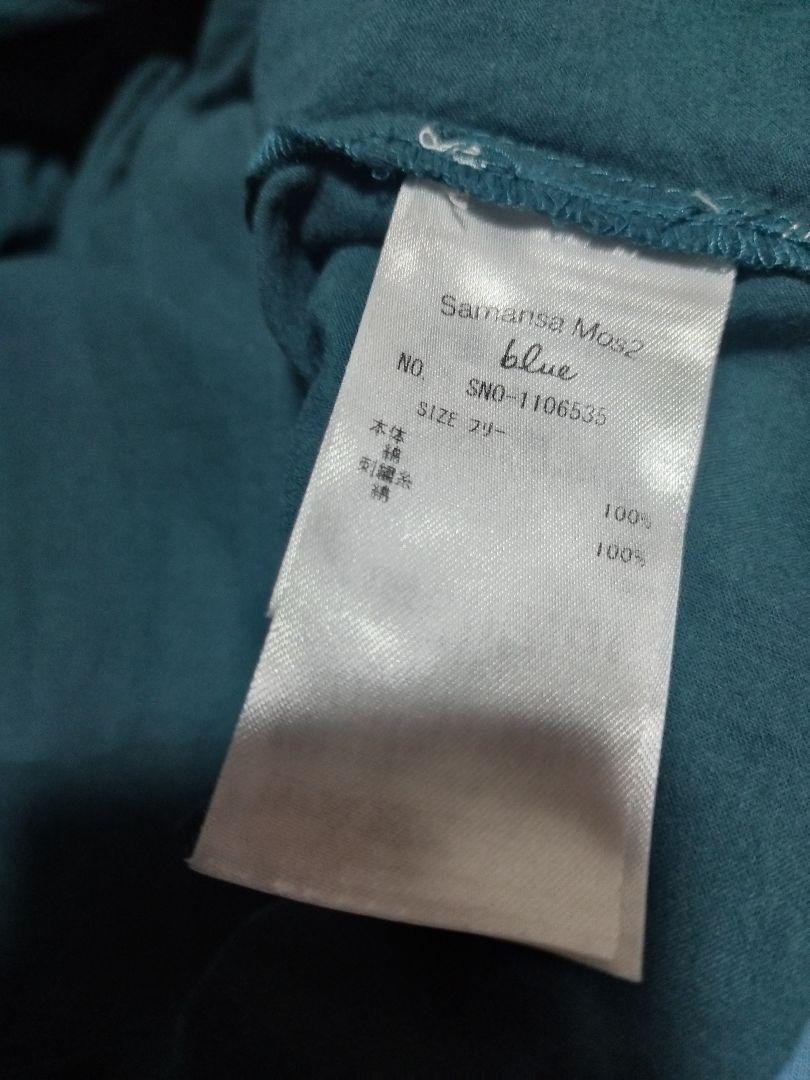 Samansa Mos2
blue
NO. SNO-1106535
SIZE フリー
本体
綿 100%
刺繍糸
綿 100%